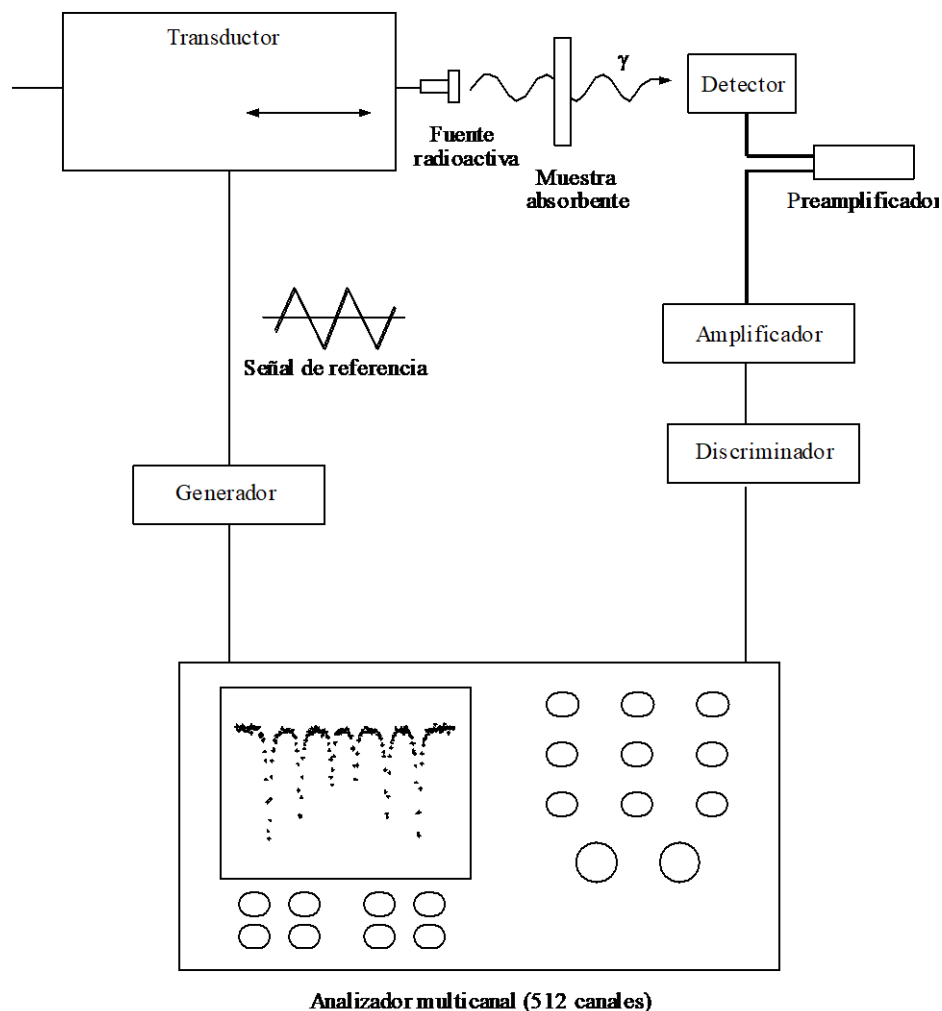 Transductor
γ
Detector
Fuente
radioactiva
Muestra
absorbente
Preamplificador
Señal de referencia
Amplificador
Discriminador
Generador
Analizador multicanal (512 canales)